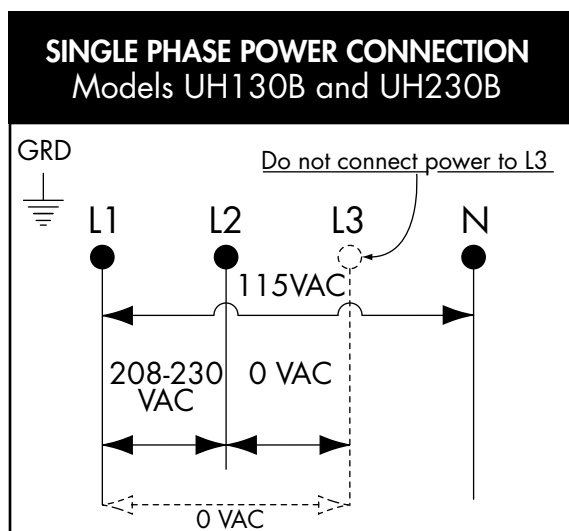 SINGLE PHASE POWER CONNECTION
Models UH130B and UH230B
GRD
Do not connect power to L3
L1
L2
L3
N
115VAC
208-230
VAC
0 VAC
0 VAC